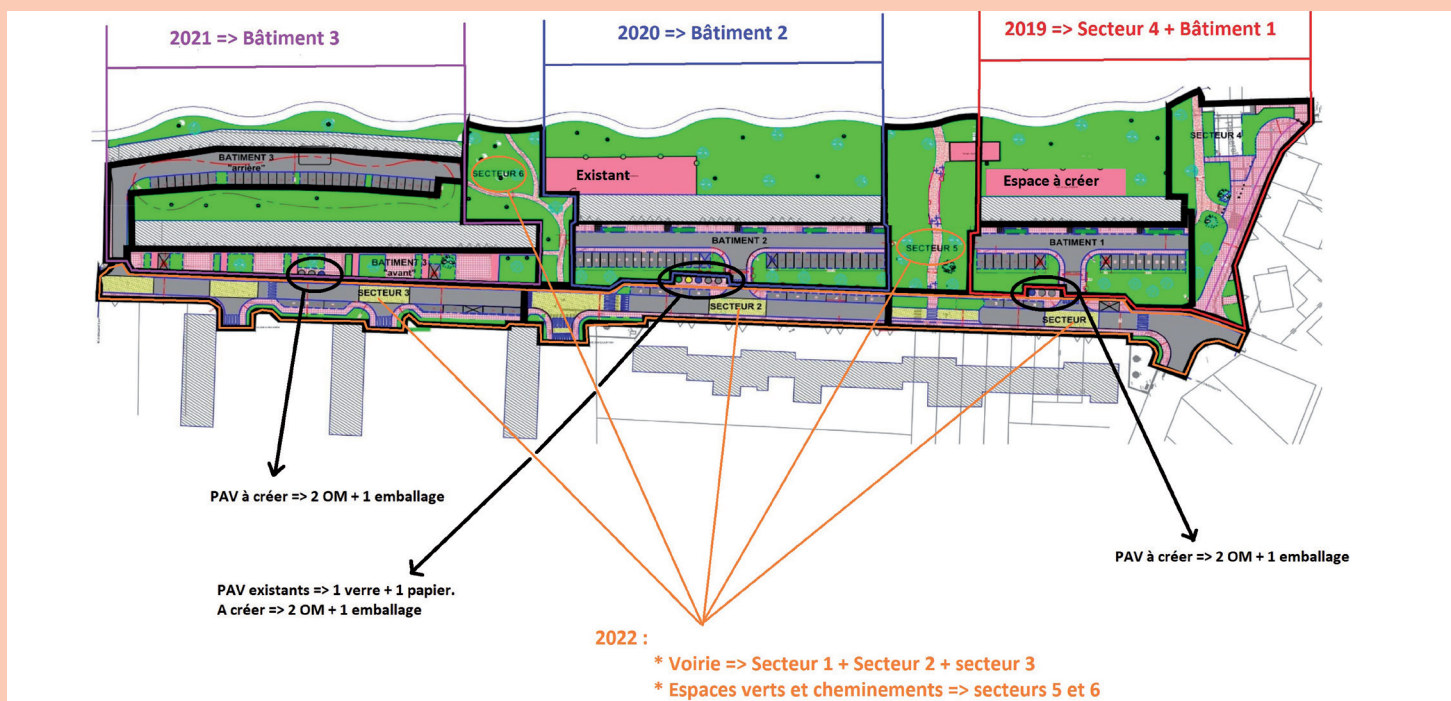 2021 => Bâtiment 3
2020 => Bâtiment 2
2019 => Secteur 4 + Bâtiment 1
SECTEUR 4
BATIMENT 3
"arrière"
SECTEUR 6
Existant
Espace à créer
BATIMENT 2
SECTEUR 5
BATIMENT 1
BATIMENT 3
"avant"
SECTEUR 3
SECTEUR 2
SECTEUR
PAV à créer => 2 OM + 1 emballage
PAV existants => 1 verre + 1 papier.
A créer => 2 OM + 1 emballage
PAV à créer => 2 OM + 1 emballage
2022 :
* Voirie => Secteur 1 + Secteur 2 + secteur 3
* Espaces verts et cheminements => secteurs 5 et 6